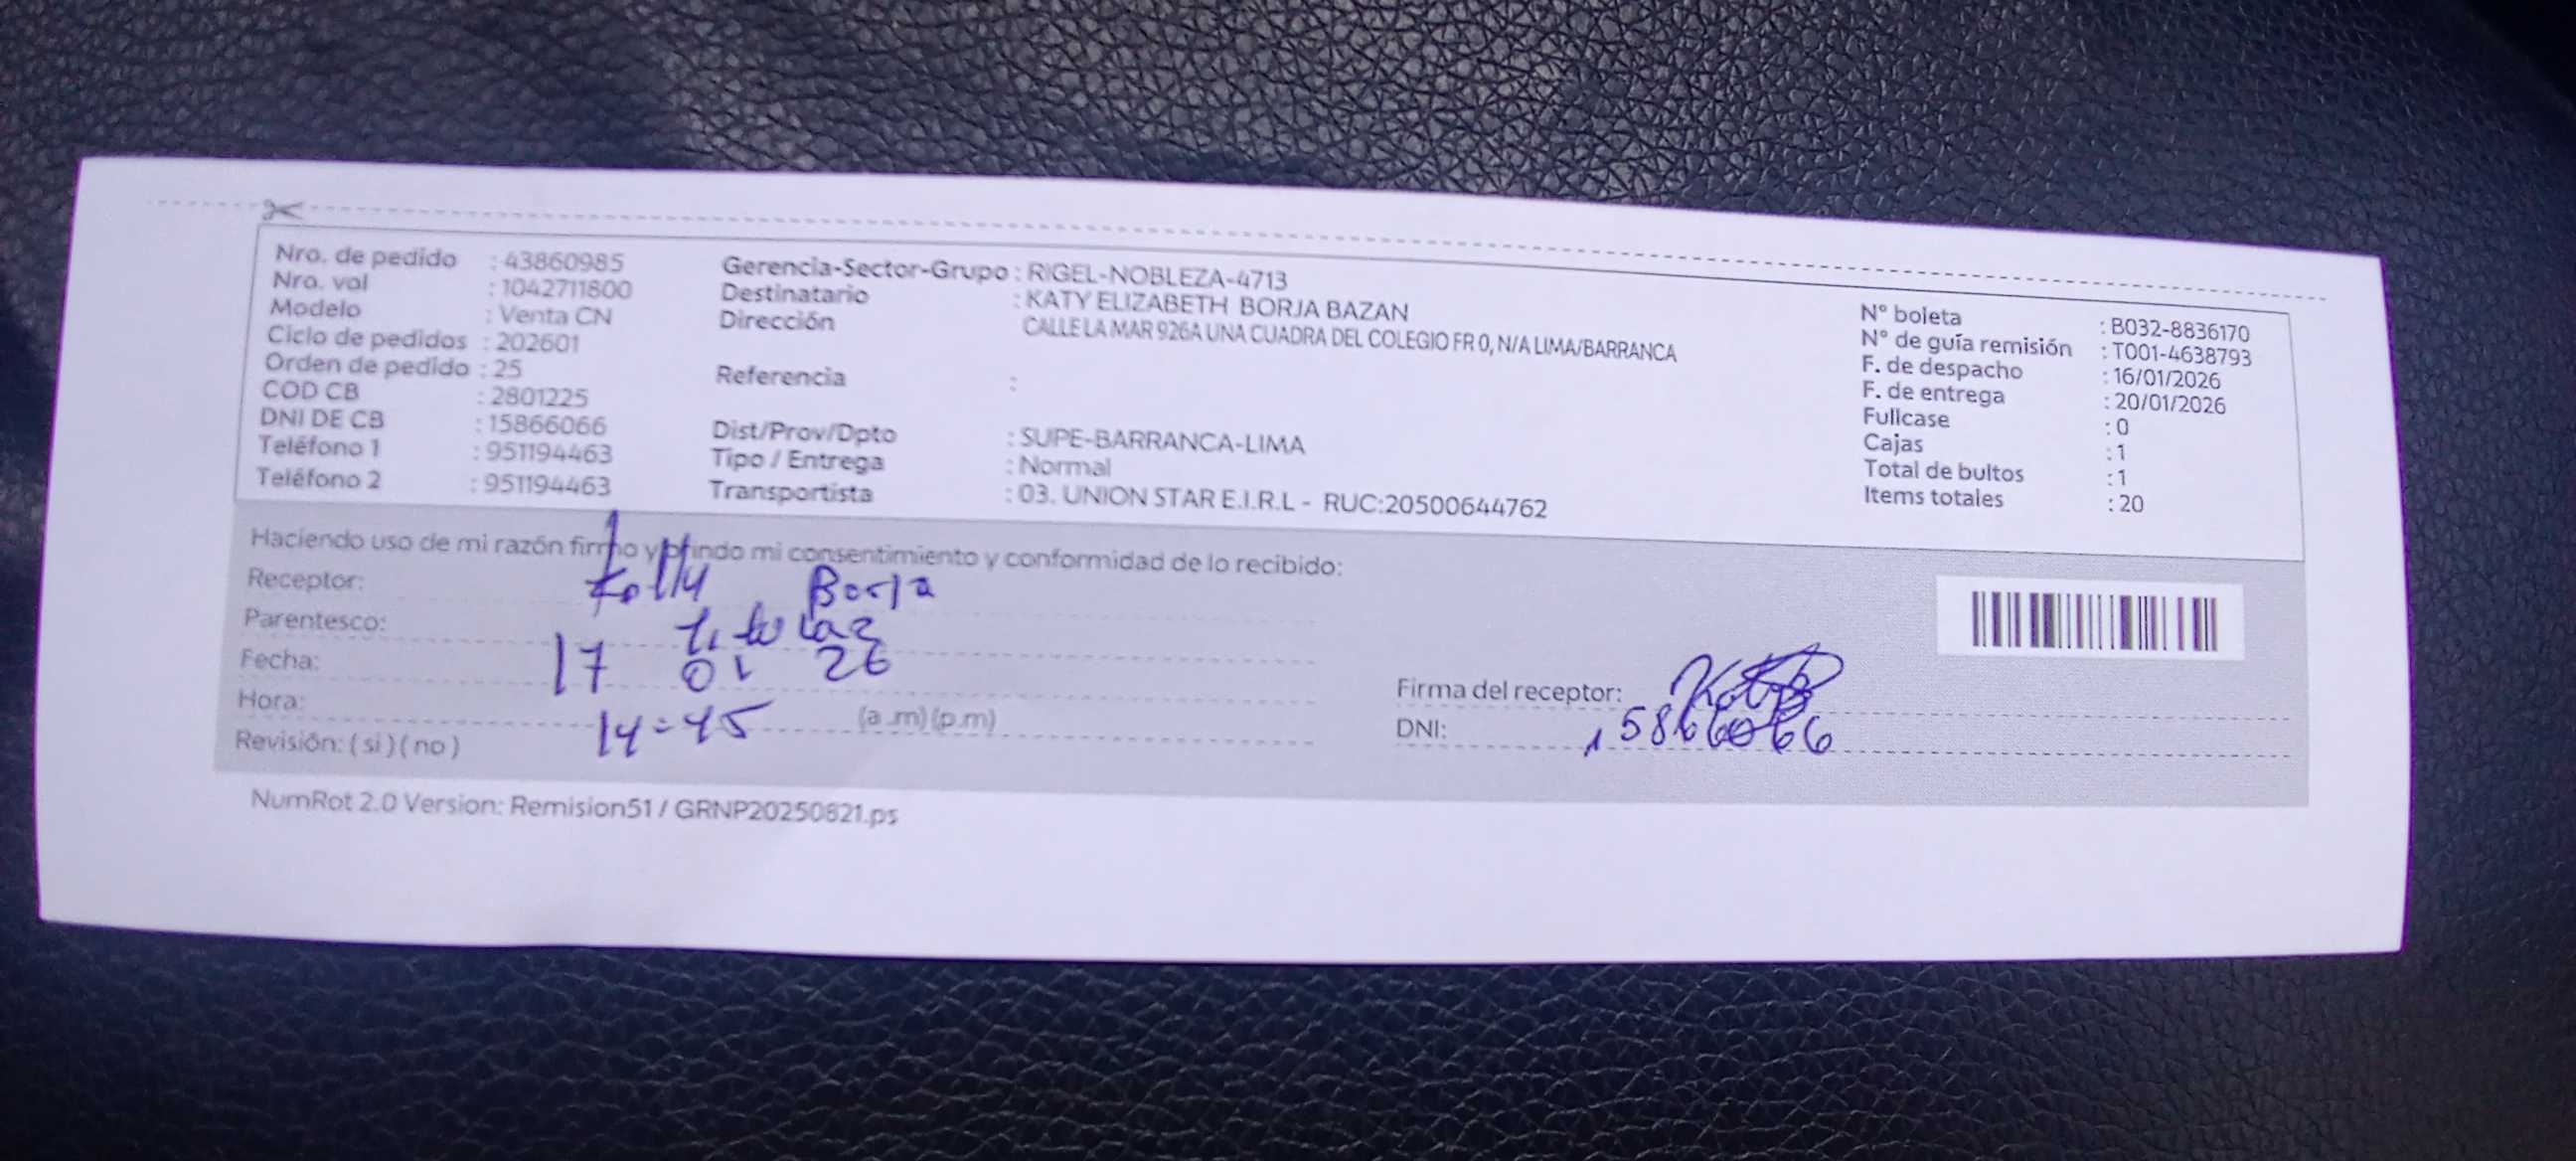 Nro. de pedido : 43860985
Nro. val : 1042711800
Modelo : Venta CN
Ciclo de pedidos : 202601
Orden de pedido : 25
COD CB : 2801225
DNI DE CB : 15866066
Teléfono 1 : 951194463
Teléfono 2 : 951194463
Gerencia-Sector-Grupo : RIGEL-NOBLEZA-4713
Destinatario : KATY ELIZABETH BORJA BAZAN
Dirección CALLE LA MAR 926A UNA CUADRA DEL COLEGIO FR 0, N/A LIMA/BARRANCA
Referencia :
Dist/Prov/Dpto : SUPE-BARRANCA-LIMA
Tipo / Entrega : Normal
Transportista : 03. UNION STAR E.I.R.L - RUC:20500644762
N° boleta : B032-8836170
N° de guía remisión : T001-4638793
F. de despacho : 16/01/2026
F. de entrega : 20/01/2026
Fullcase : 0
Cajas : 1
Total de bultos : 1
Items totales : 20
Haciendo uso de mi razón firmo y brindo mi consentimiento y conformidad de lo recibido:
Receptor: Borja
Parentesco: titular
Fecha: 17 01 26
Hora: 14:45 (a.m)(p.m)
Revisión: ( si ) ( no )
Firma del receptor:
DNI: 15866066
NumRot 2.0 Version: Remision51 / GRNP20250821.ps